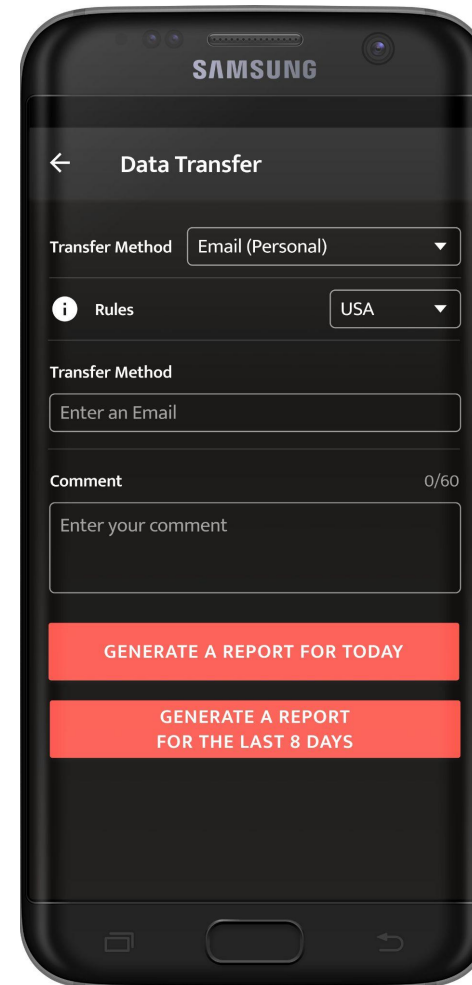 SAMSUNG
Data Transfer
Transfer Method Email (Personal)
i Rules USA
Transfer Method
Enter an Email
Comment 0/60
Enter your comment
GENERATE A REPORT FOR TODAY
GENERATE A REPORT
FOR THE LAST 8 DAYS